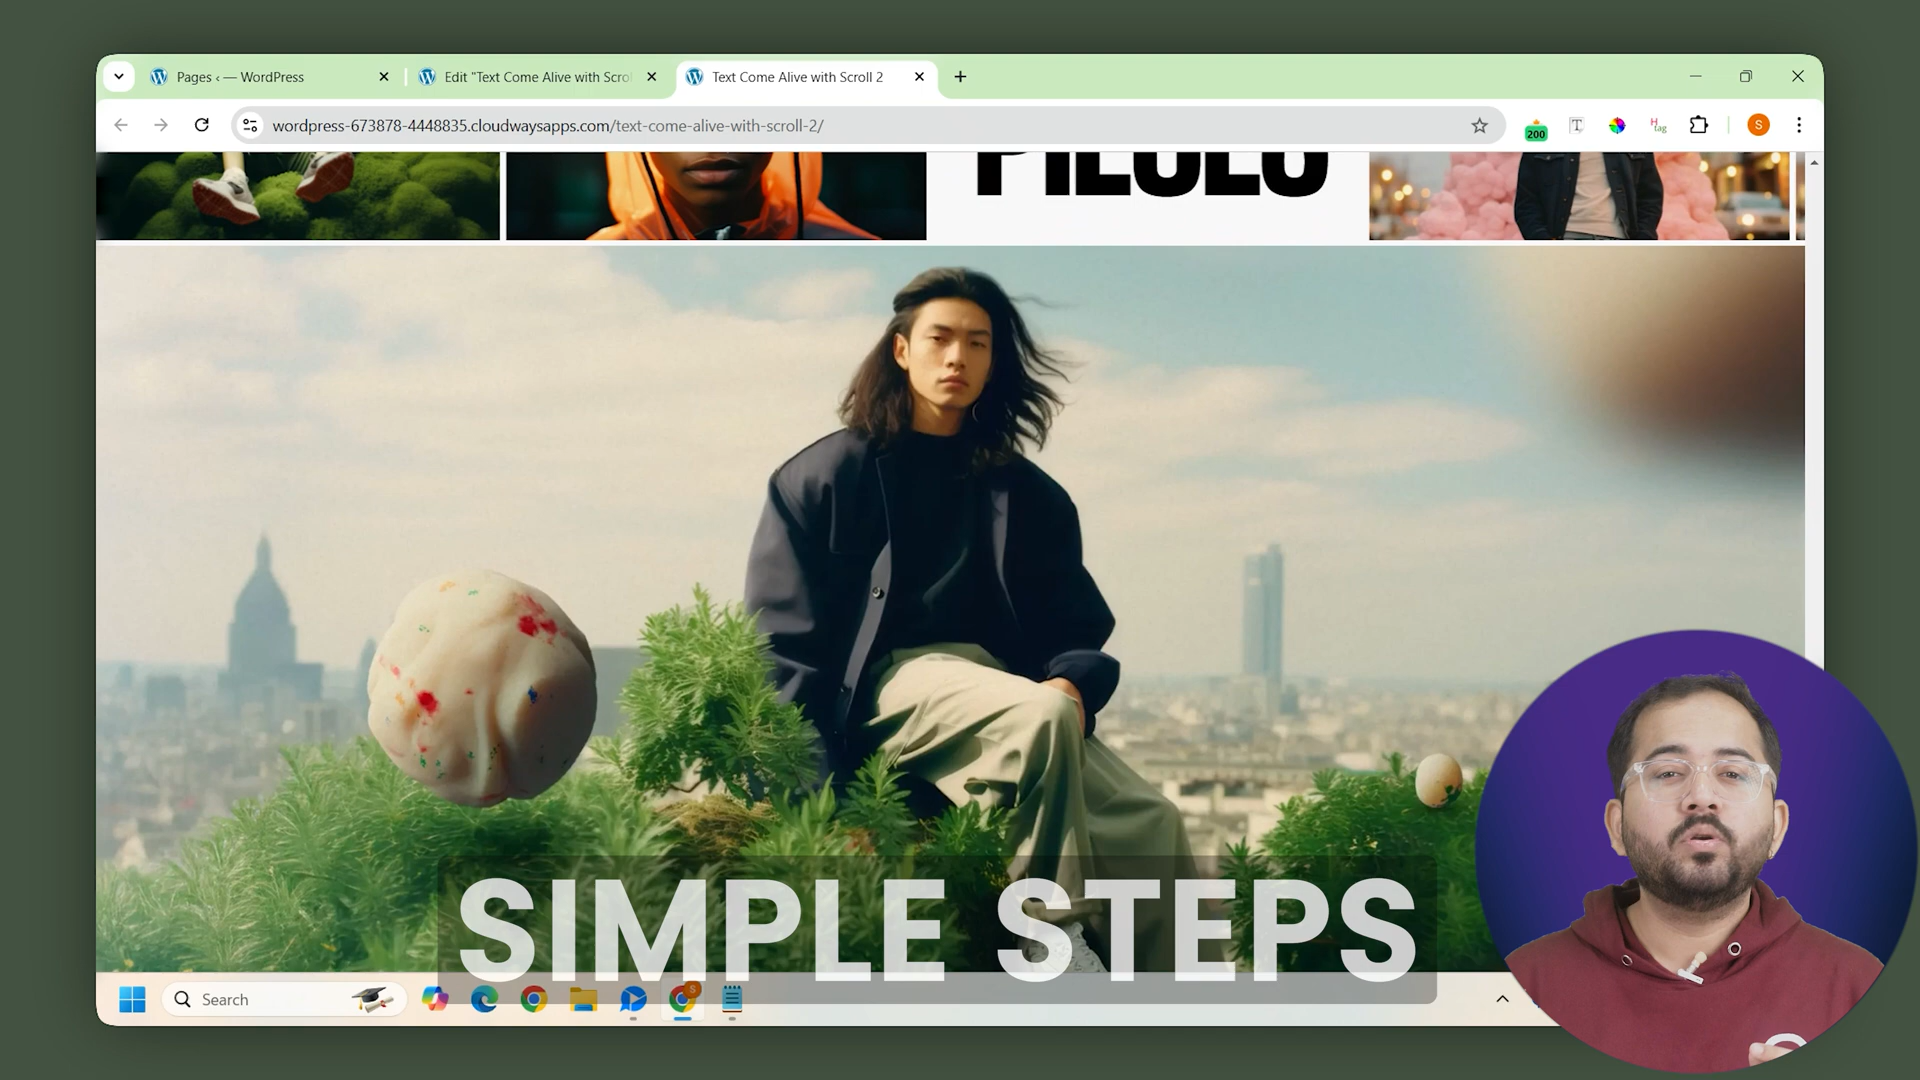 Pages ‹ — WordPress
Edit "Text Come Alive with Scro
Text Come Alive with Scroll 2
wordpress-673878-4448835.cloudwaysapps.com/text-come-alive-with-scroll-2/
200
T
H
tag
S
SIMPLE STEPS
Search
S